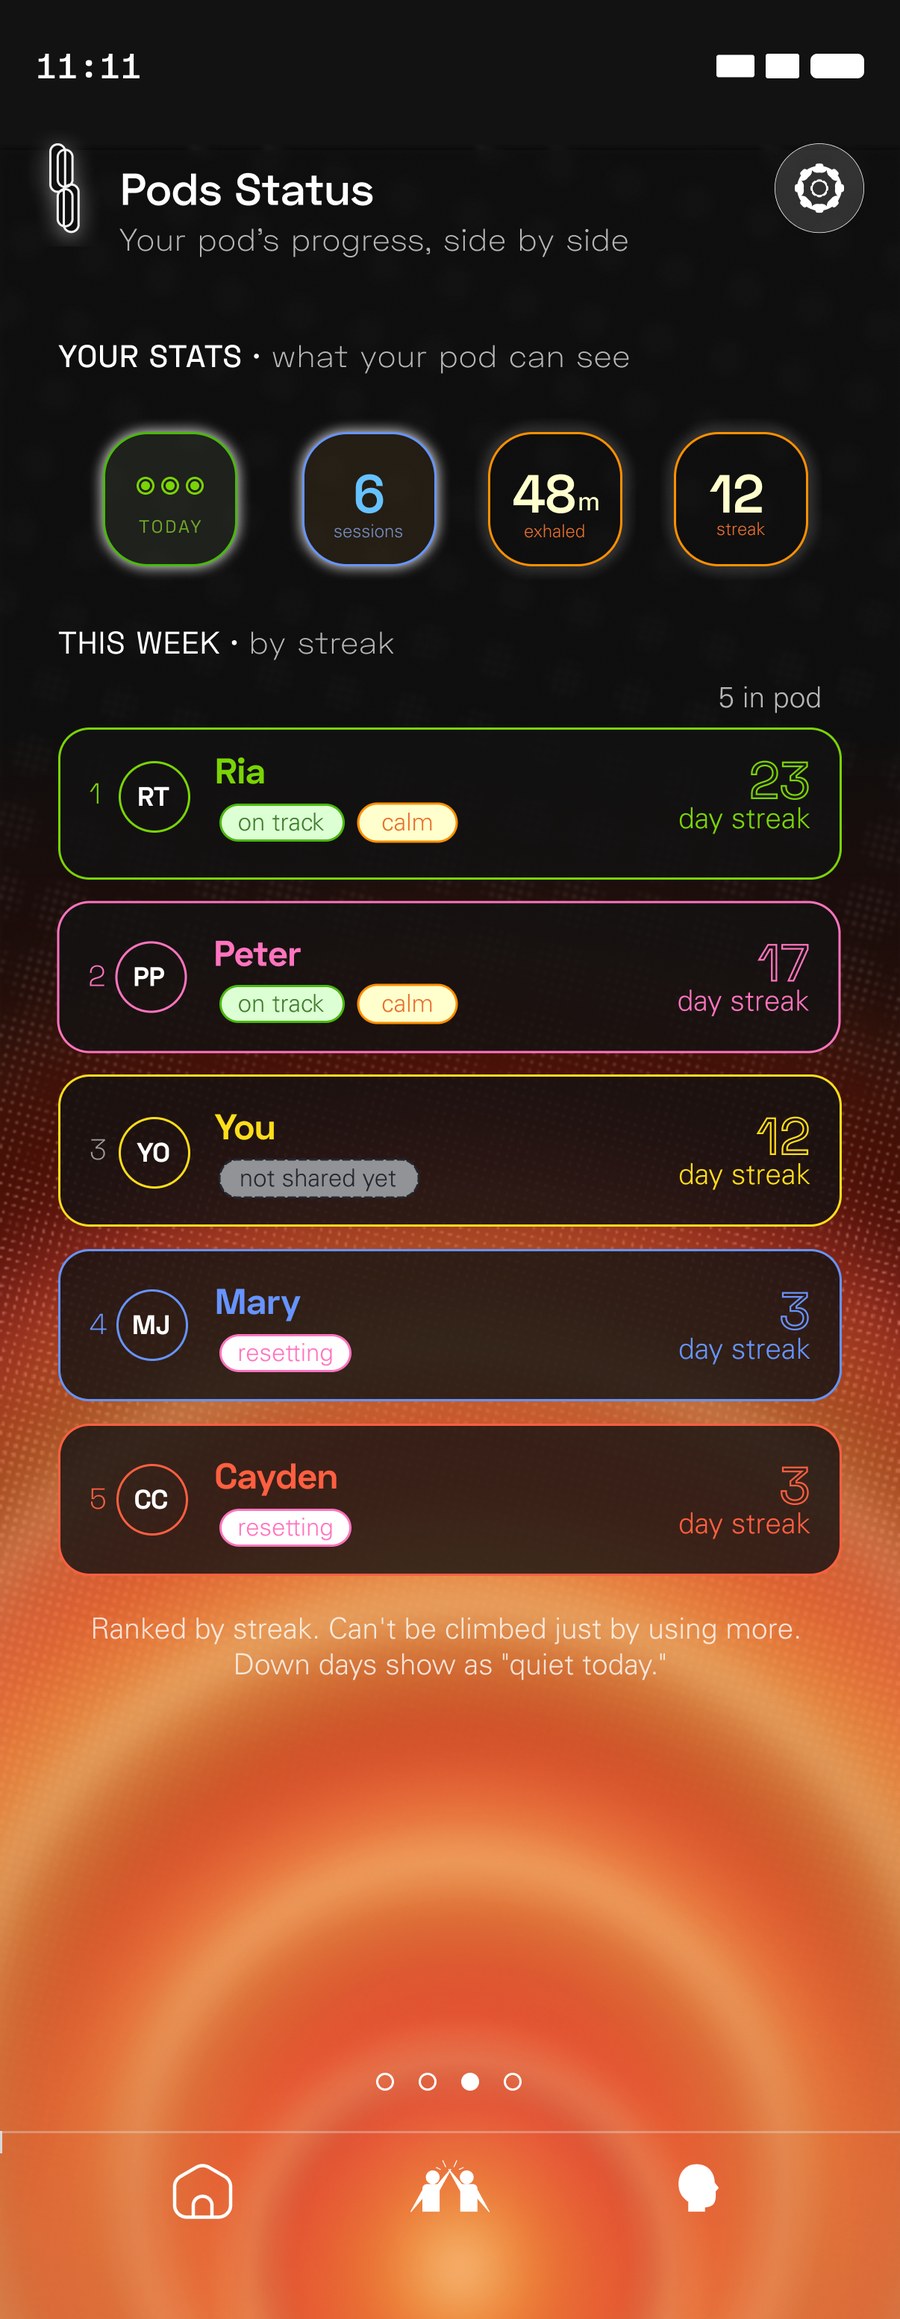 11:11
Pods Status
Your pod's progress, side by side
YOUR STATS · what your pod can see
TODAY
6
sessions
48m
exhaled
12
streak
THIS WEEK · by streak
5 in pod
1
RT
Ria
on track
calm
23
day streak
2
PP
Peter
on track
calm
17
day streak
3
YO
You
not shared yet
12
day streak
4
MJ
Mary
resetting
3
day streak
5
CC
Cayden
resetting
3
day streak
Ranked by streak. Can't be climbed just by using more.
Down days show as "quiet today."